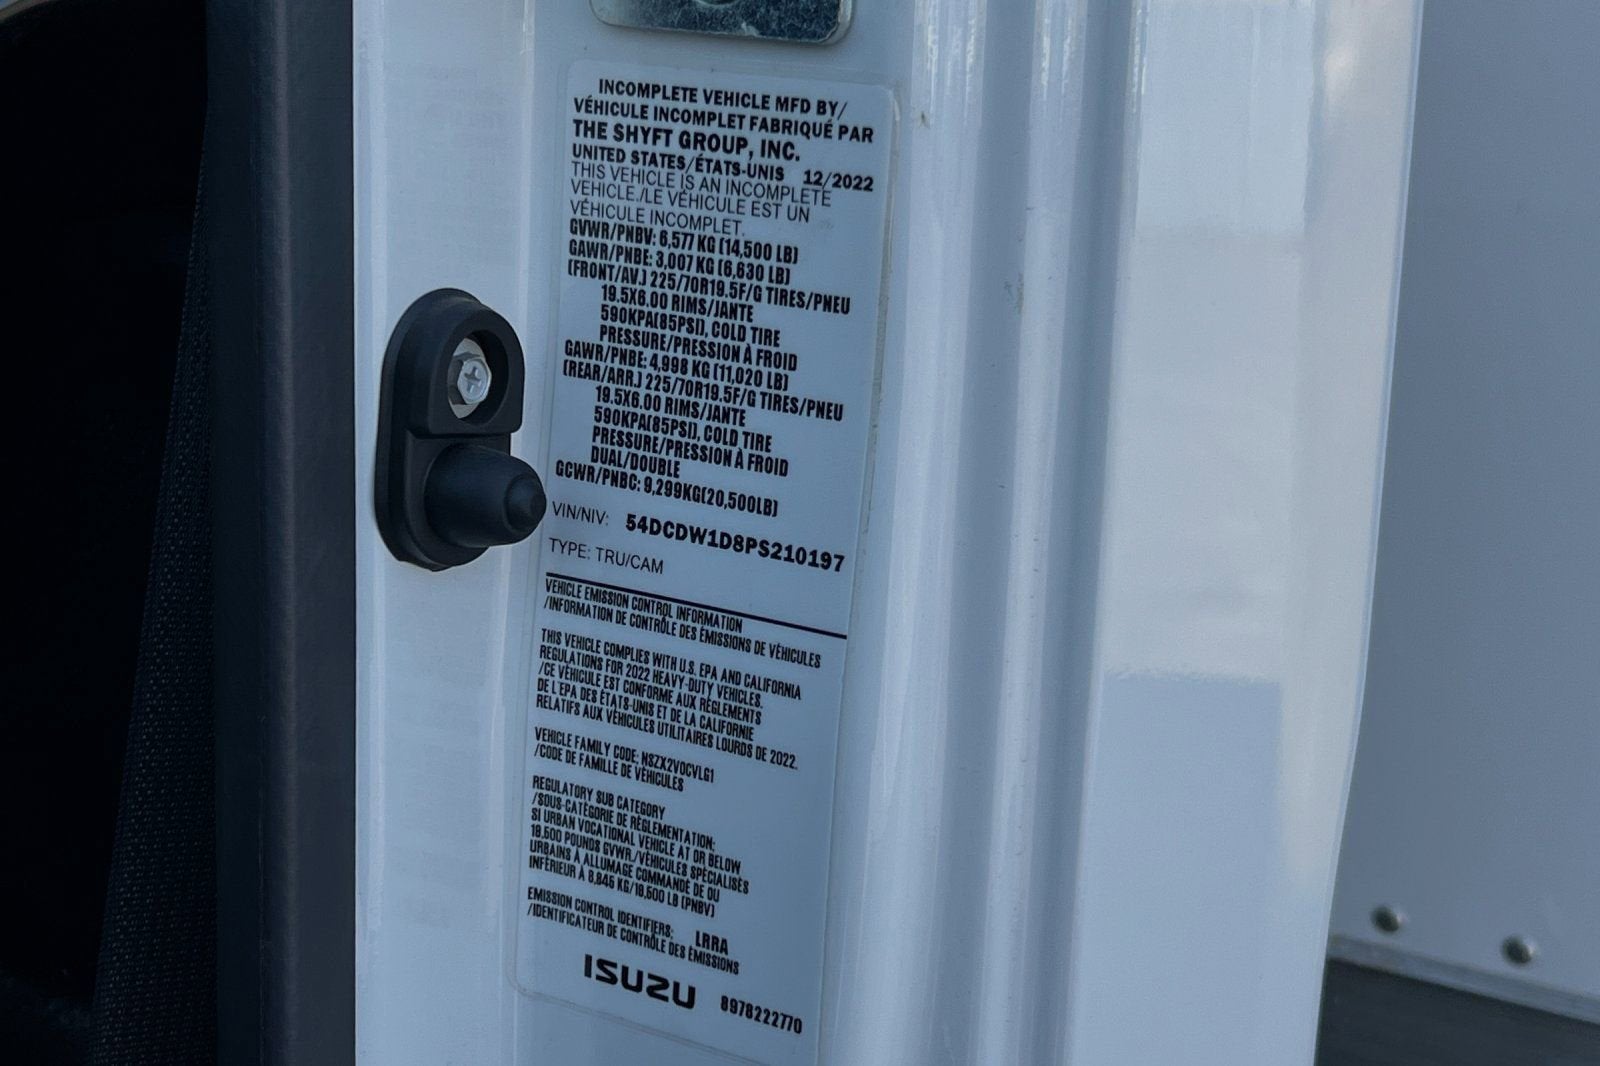 INCOMPLETE VEHICLE MFD BY/
VÉHICULE INCOMPLET FABRIQUÉ PAR
THE SHYFT GROUP, INC.
UNITED STATES/ÉTATS-UNIS 12/2022
THIS VEHICLE IS AN INCOMPLETE
VEHICLE./LE VÉHICULE EST UN
VÉHICULE INCOMPLET.
GVWR/PNBV: 6,577 KG (14,500 LB)
GAWR/PNBE: 3,007 KG (6,630 LB)
(FRONT/AV.) 225/70R19.5F/G TIRES/PNEU
19.5X6.00 RIMS/JANTE
590KPA(85PSI), COLD TIRE
PRESSURE/PRESSION À FROID
GAWR/PNBE: 4,998 KG (11,020 LB)
(REAR/ARR.) 225/70R19.5F/G TIRES/PNEU
19.5X6.00 RIMS/JANTE
590KPA(85PSI), COLD TIRE
PRESSURE/PRESSION À FROID
DUAL/DOUBLE
GCWR/PNBC: 9,299KG(20,500LB)
VIN/NIV: 54DCDW1D8PS210197
TYPE: TRU/CAM
VEHICLE EMISSION CONTROL INFORMATION
/INFORMATION DE CONTRÔLE DES ÉMISSIONS DE VÉHICULES
THIS VEHICLE COMPLIES WITH U.S. EPA AND CALIFORNIA
REGULATIONS FOR 2022 HEAVY-DUTY VEHICLES.
/CE VÉHICULE EST CONFORME AUX RÈGLEMENTS
DE L'EPA DES ÉTATS-UNIS ET DE LA CALIFORNIE
RELATIFS AUX VÉHICULES UTILITAIRES LOURDS DE 2022.
VEHICLE FAMILY CODE: NSZX2VOCVLG1
/CODE DE FAMILLE DE VÉHICULES
REGULATORY SUB CATEGORY
/SOUS-CATÉGORIE DE RÉGLEMENTATION:
SI URBAN VOCATIONAL VEHICLE AT OR BELOW
19,500 POUNDS GVWR./VÉHICULES SPÉCIALISÉS
URBAINS À ALLUMAGE COMMANDÉ DE OU
INFÉRIEUR À 8,845 KG/19,500 LB (PNBV)
EMISSION CONTROL IDENTIFIERS: LRRA
/IDENTIFICATEUR DE CONTRÔLE DES ÉMISSIONS
ISUZU 8978222770